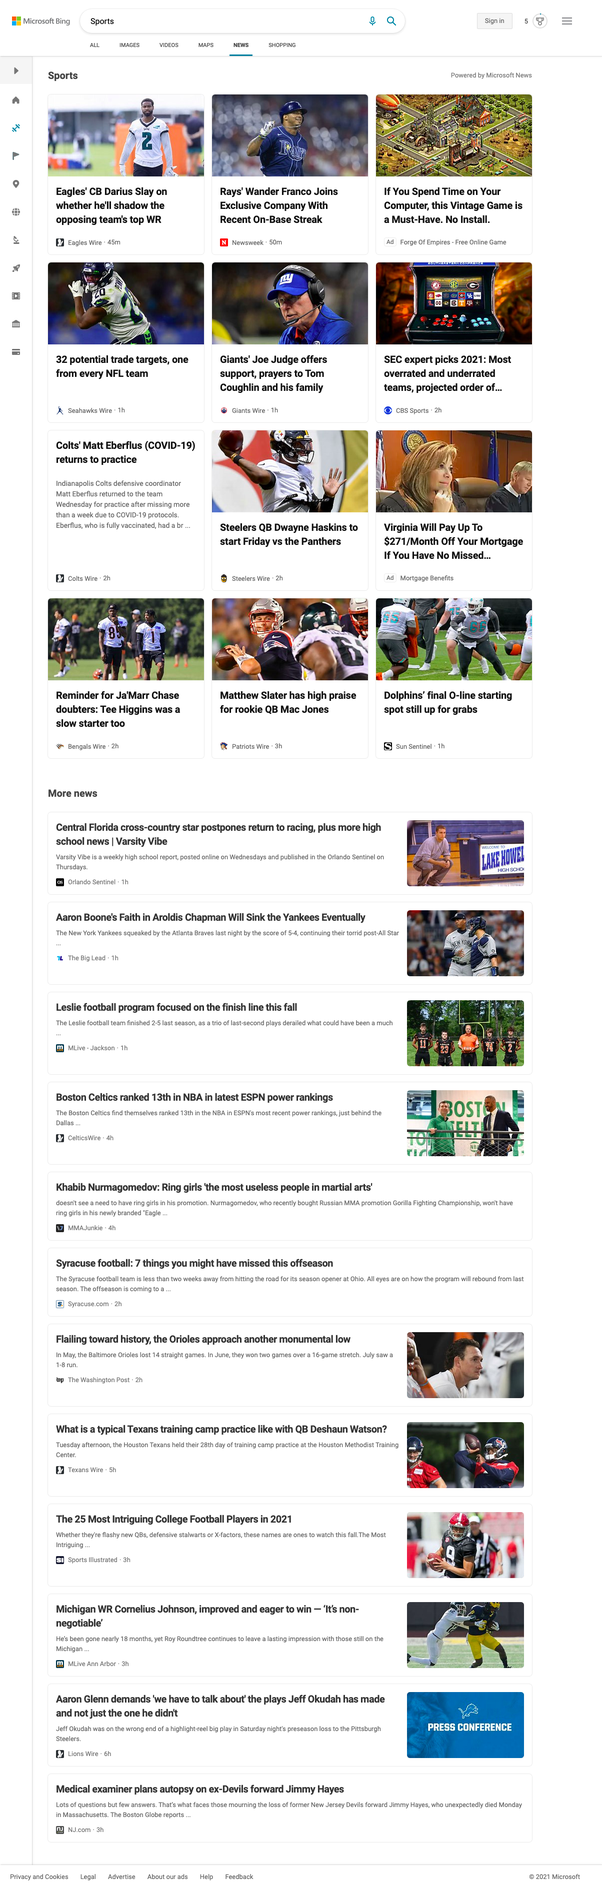 Microsoft Bing
Sports
Sign in
5
ALL IMAGES VIDEOS MAPS NEWS SHOPPING
Sports
Powered by Microsoft News
Eagles' CB Darius Slay on
whether he'll shadow the
opposing team's top WR
Eagles Wire · 45m
Rays' Wander Franco Joins
Exclusive Company With
Recent On-Base Streak
Newsweek · 50m
If You Spend Time on Your
Computer, this Vintage Game is
a Must-Have. No Install.
Ad Forge Of Empires - Free Online Game
32 potential trade targets, one
from every NFL team
Seahawks Wire · 1h
Giants' Joe Judge offers
support, prayers to Tom
Coughlin and his family
Giants Wire · 1h
SEC expert picks 2021: Most
overrated and underrated
teams, projected order of...
CBS Sports · 2h
Colts' Matt Eberflus (COVID-19)
returns to practice
Indianapolis Colts defensive coordinator
Matt Eberflus returned to the team
Wednesday for practice after missing more
than a week due to COVID-19 protocols.
Eberflus, who is fully vaccinated, had a br ...
Colts Wire · 2h
Steelers QB Dwayne Haskins to
start Friday vs the Panthers
Steelers Wire · 2h
Virginia Will Pay Up To
$271/Month Off Your Mortgage
If You Have No Missed...
Ad Mortgage Benefits
Reminder for Ja'Marr Chase
doubters: Tee Higgins was a
slow starter too
Bengals Wire · 2h
Matthew Slater has high praise
for rookie QB Mac Jones
Patriots Wire · 3h
Dolphins' final O-line starting
spot still up for grabs
Sun Sentinel · 1h
More news
Central Florida cross-country star postpones return to racing, plus more high
school news | Varsity Vibe
Varsity Vibe is a weekly high school report, posted online on Wednesdays and published in the Orlando Sentinel on
Thursdays.
Orlando Sentinel · 1h
LAKE HOWEL
HIGH SCHO
Aaron Boone's Faith in Aroldis Chapman Will Sink the Yankees Eventually
The New York Yankees squeaked by the Atlanta Braves last night by the score of 5-4, continuing their torrid post-All Star
...
The Big Lead · 1h
Leslie football program focused on the finish line this fall
The Leslie football team finished 2-5 last season, as a trio of last-second plays derailed what could have been a much
...
MLive - Jackson · 1h
Boston Celtics ranked 13th in NBA in latest ESPN power rankings
The Boston Celtics find themselves ranked 13th in the NBA in ESPN's most recent power rankings, just behind the
Dallas ...
CelticsWire · 4h
Khabib Nurmagomedov: Ring girls 'the most useless people in martial arts'
doesn't see a need to have ring girls in his promotion. Nurmagomedov, who recently bought Russian MMA promotion Gorilla Fighting Championship, won't have
ring girls in his newly branded "Eagle ...
MMAJunkie · 4h
Syracuse football: 7 things you might have missed this offseason
The Syracuse football team is less than two weeks away from hitting the road for its season opener at Ohio. All eyes are on how the program will rebound from last
season. The offseason is coming to a ...
Syracuse.com · 2h
Flailing toward history, the Orioles approach another monumental low
In May, the Baltimore Orioles lost 14 straight games. In June, they won two games over a 16-game stretch. July saw a
1-8 run.
The Washington Post · 2h
What is a typical Texans training camp practice like with QB Deshaun Watson?
Tuesday afternoon, the Houston Texans held their 28th day of training camp practice at the Houston Methodist Training
Center.
Texans Wire · 5h
The 25 Most Intriguing College Football Players in 2021
Whether they're flashy new QBs, defensive stalwarts or X-factors, these names are ones to watch this fall.The Most
Intriguing ...
Sports Illustrated · 3h
Michigan WR Cornelius Johnson, improved and eager to win — 'It's non-
negotiable'
He's been gone nearly 18 months, yet Roy Roundtree continues to leave a lasting impression with those still on the
Michigan ...
MLive Ann Arbor · 3h
Aaron Glenn demands 'we have to talk about' the plays Jeff Okudah has made
and not just the one he didn't
Jeff Okudah was on the wrong end of a highlight-reel big play in Saturday night's preseason loss to the Pittsburgh
Steelers.
Lions Wire · 6h
PRESS CONFERENCE
Medical examiner plans autopsy on ex-Devils forward Jimmy Hayes
Lots of questions but few answers. That's what faces those mourning the loss of former New Jersey Devils forward Jimmy Hayes, who unexpectedly died Monday
in Massachusetts. The Boston Globe reports ...
NJ.com · 3h
Privacy and Cookies Legal Advertise About our ads Help Feedback
© 2021 Microsoft